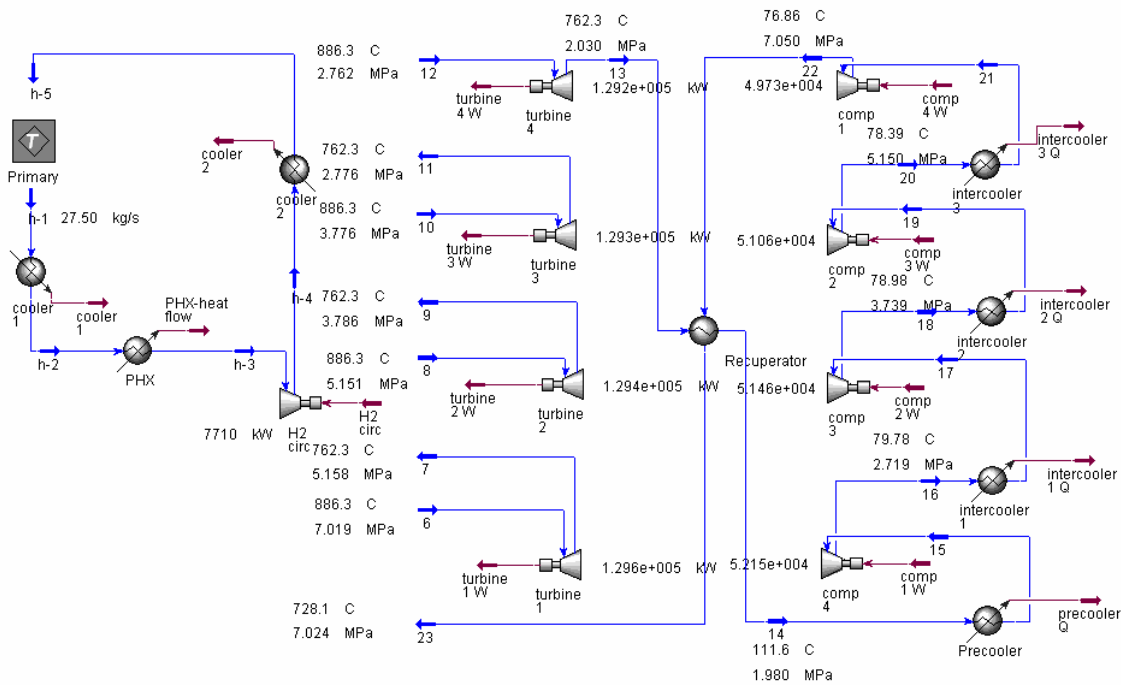 762.3 C
2.030 MPa
76.86 C
7.050 MPa
886.3 C
2.762 MPa
12
13
22
21
h-5
turbine
4 W
turbine
4
1.292e+005 kW
4.973e+004
comp
1
comp
4 W
T
Primary
cooler
2
cooler
2
762.3 C
2.776 MPa
11
78.39 C
5.150 MPa
20
intercooler
3
intercooler
3 Q
h-1 27.50 kg/s
886.3 C
3.776 MPa
10
turbine
3 W
turbine
3
1.293e+005 kW
5.106e+004
19
comp
2
comp
3 W
cooler
1
cooler
1
PHX-heat
flow
h-4
762.3 C
3.786 MPa
9
78.98 C
3.739 MPa
18
intercooler
2
intercooler
2 Q
h-2
PHX
h-3
886.3 C
5.151 MPa
8
turbine
2 W
turbine
2
1.294e+005 kW
Recuperator
5.146e+004
17
comp
3
comp
2 W
7710 kW
H2
circ
H2
circ
762.3 C
5.158 MPa
7
79.78 C
2.719 MPa
16
intercooler
1
intercooler
1 Q
886.3 C
7.019 MPa
6
turbine
1 W
turbine
1
1.296e+005 kW
5.215e+004
15
comp
4
comp
1 W
728.1 C
7.024 MPa
23
14
111.6 C
1.980 MPa
Precooler
precooler
Q